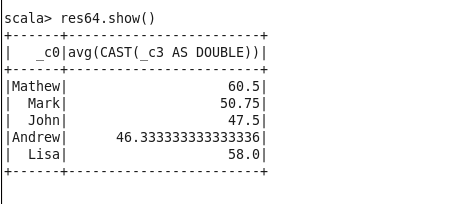 scala> res64.show()
+------+-----------------------+
|   _c0|avg(CAST(_c3 AS DOUBLE))|
+------+-----------------------+
|Mathew|                   60.5|
|  Mark|                  50.75|
|  John|                   47.5|
|Andrew|     46.333333333333336|
|  Lisa|                   58.0|
+------+-----------------------+